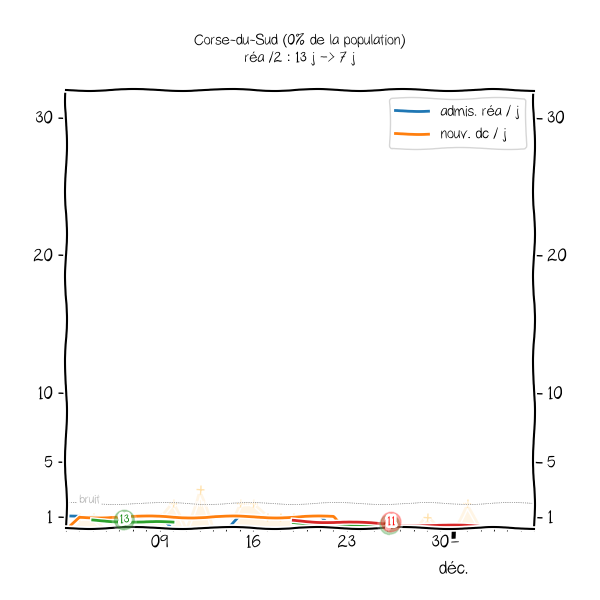 Corse-du-Sud (0% de la population)
réa /2 : 13 j -> 7 j
admis. réa / j
nouv. dc / j
30 30
20 20
10 10
5 5
... bruit
1 13 11 1
09 16 23 30
déc.